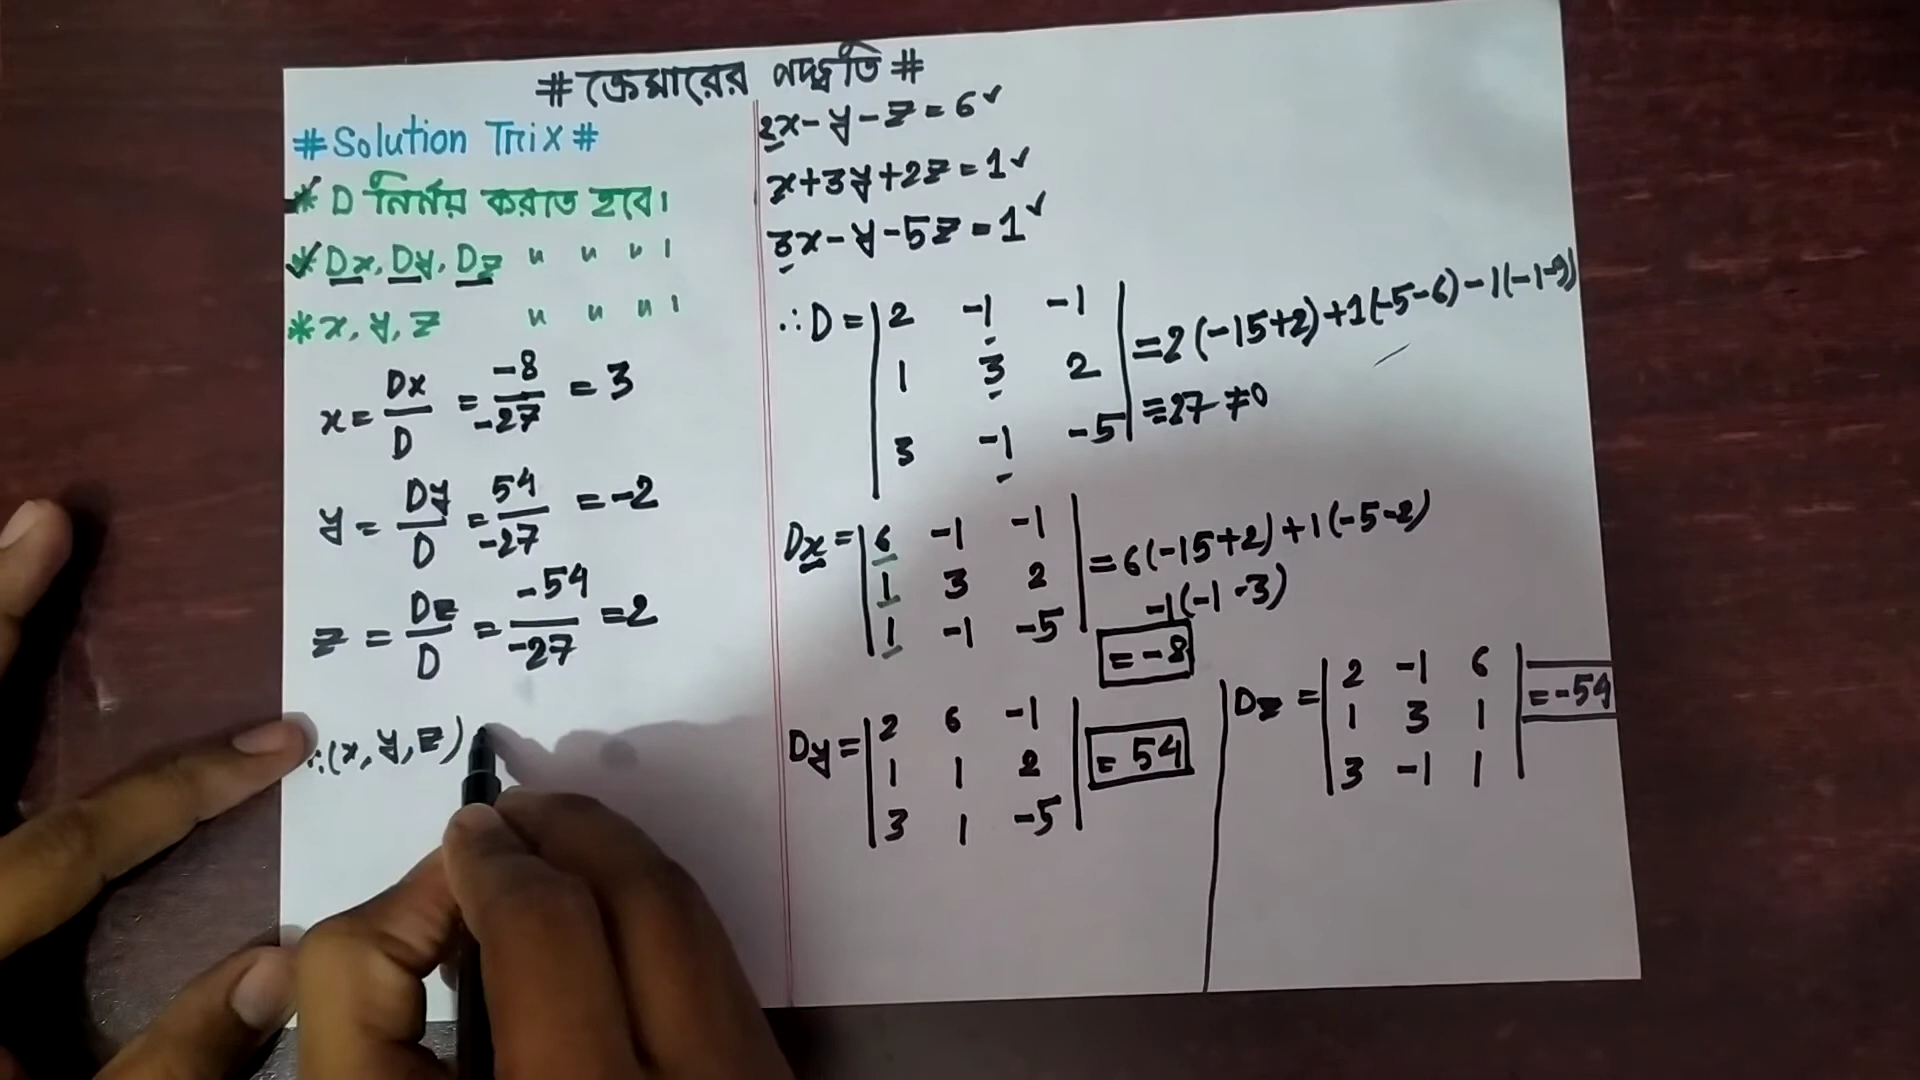 #ক্রেমারের পদ্ধতি#
#Solution Trix#
* D নির্নয় করতে হবে।
* Dx, Dy, Dz " " " ।
* x, y, z " " " ।
x = Dx/D = -8/-27 = 3
y = Dy/D = 54/-27 = -2
z = Dz/D = -54/-27 = 2
∴(x, y, z)
2x - y - z = 6 ✓
x + 3y + 2z = 1 ✓
3x - y - 5z = 1 ✓
∴D = | 2 -1 -1 | = 2(-15+2)+1(-5-6)-1(-1-9)
| 1 3 2 |
= 27 ≠ 0
| 3 -1 -5 |
Dx = | 6 -1 -1 | = 6(-15+2)+1(-5-2)
| 1 3 2 | -1(-1-3)
| 1 -1 -5 | = -8
Dy = | 2 6 -1 |
| 1 1 2 | = 54
| 3 1 -5 |
Dz = | 2 -1 6 | = -54
| 1 3 1 |
| 3 -1 1 |